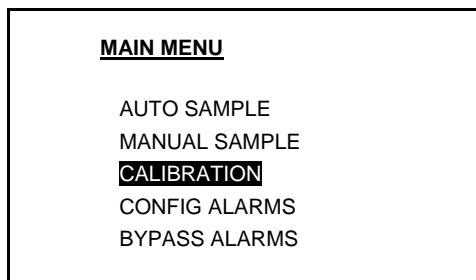 MAIN MENU
AUTO SAMPLE
MANUAL SAMPLE
CALIBRATION
CONFIG ALARMS
BYPASS ALARMS